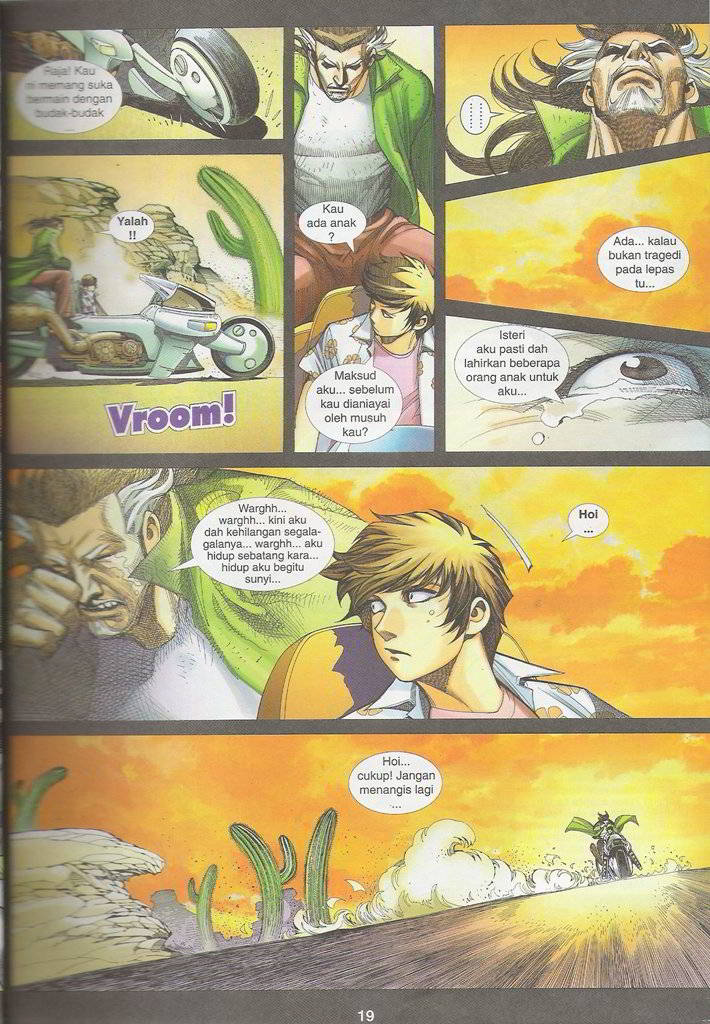 Raja! Kau
ni memang suka
bermain dengan
budak-budak
...
Yalah
!!
Vroom!
Kau
ada anak
?
Maksud
aku... sebelum
kau dianiayai
oleh musuh
kau?
Ada... kalau
bukan tragedi
pada lepas
tu...
Isteri
aku pasti dah
lahirkan beberapa
orang anak untuk
aku...
Warghh...
warghh... kini aku
dah kehilangan segala-
galanya... warghh... aku
hidup sebatang kara...
hidup aku begitu
sunyi...
Hoi
...
Hoi...
cukup! Jangan
menangis lagi
...
19